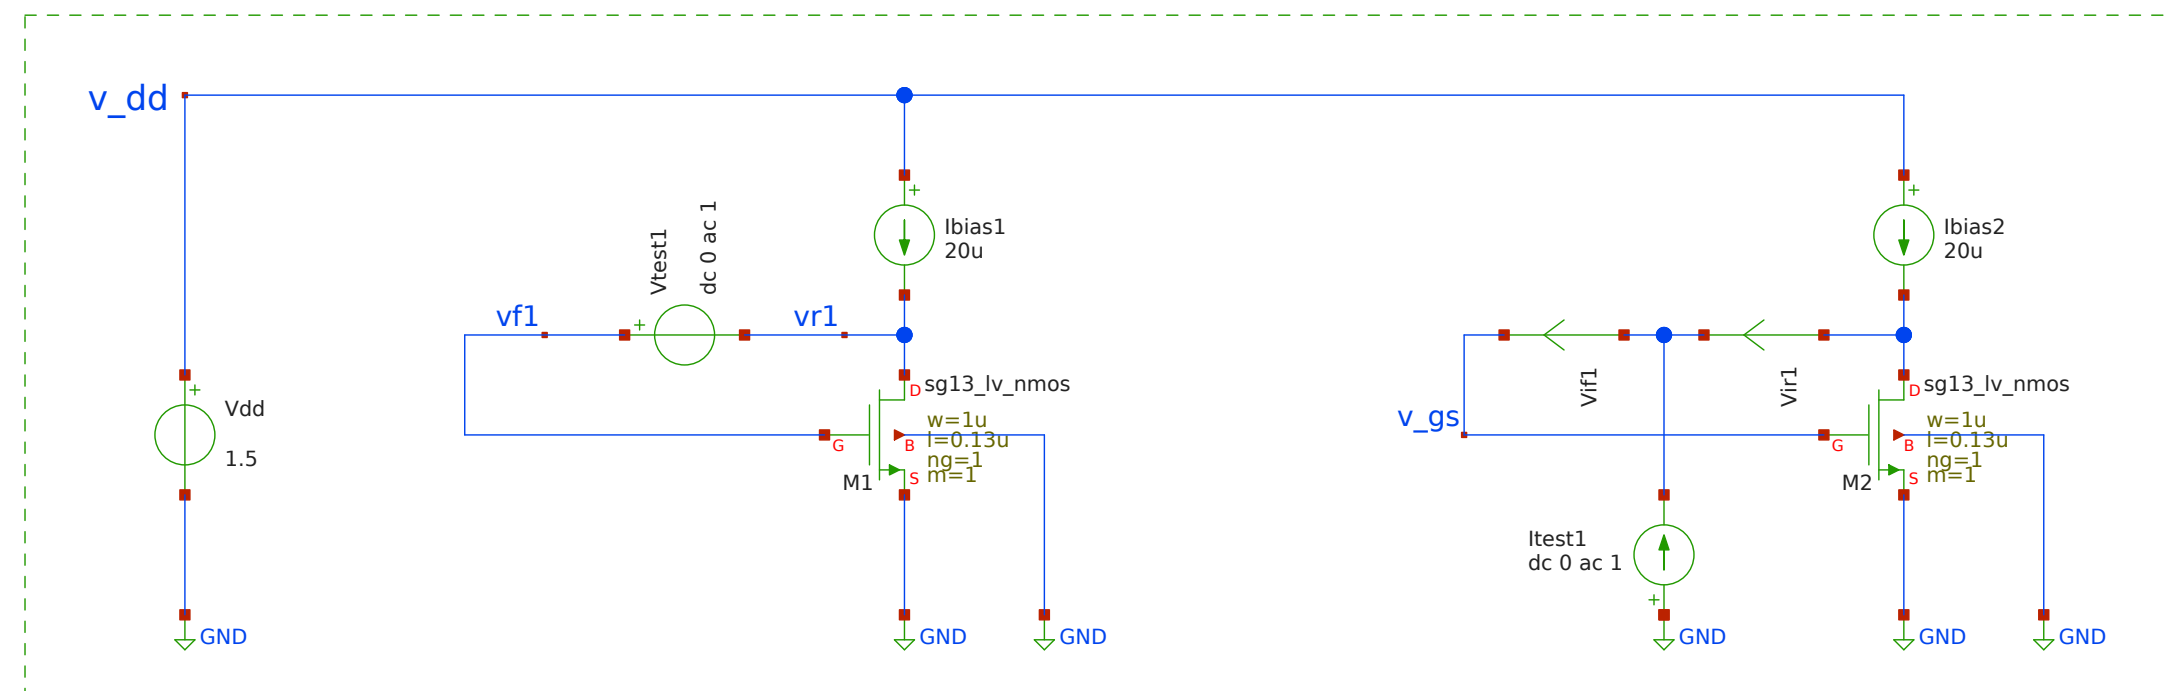 v_dd
+
Ibias1
20u
+
Ibias2
20u
Vtest1
dc 0 ac 1
vf1
+
vr1
+
Vdd
1.5
D
sg13_lv_nmos
w=1u
l=0.13u
ng=1
m=1
G
B
S
M1
Vif1
Vir1
v_gs
D
sg13_lv_nmos
w=1u
l=0.13u
ng=1
m=1
G
B
S
M2
Itest1
dc 0 ac 1
+
GND
GND
GND
GND
GND
GND